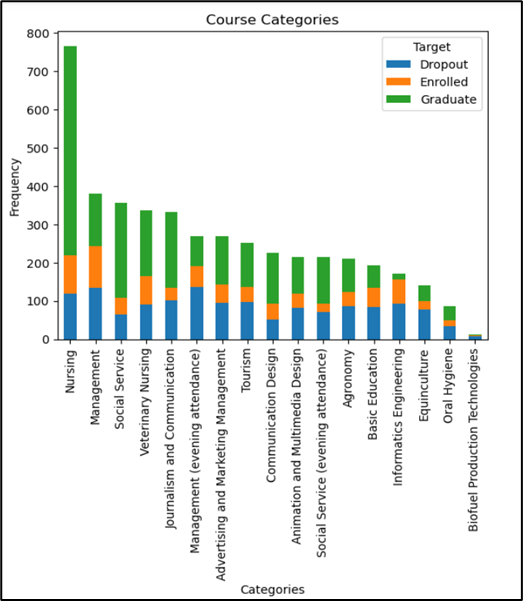 Course Categories
Target
Dropout
Enrolled
Graduate
800
700
600
500
400
300
200
100
0
Frequency
Nursing
Management
Social Service
Veterinary Nursing
Journalism and Communication
Management (evening attendance)
Advertising and Marketing Management
Tourism
Communication Design
Animation and Multimedia Design
Social Service (evening attendance)
Agronomy
Basic Education
Informatics Engineering
Equinculture
Oral Hygiene
Biofuel Production Technologies
Categories